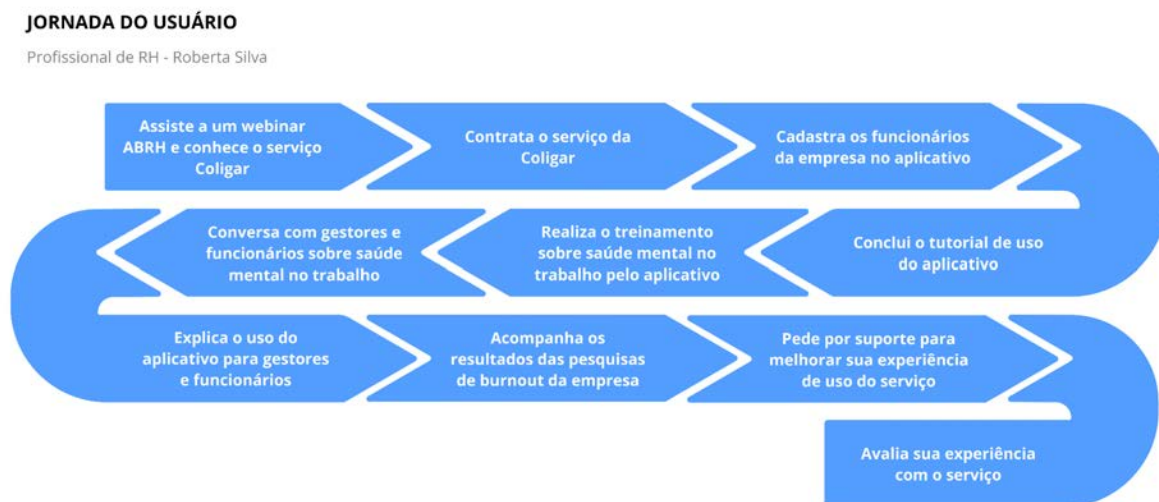 JORNADA DO USUÁRIO
Profissional de RH - Roberta Silva
Assiste a um webinar
ABRH e conhece o serviço
Coligar
Contrata o serviço da
Coligar
Cadastra os funcionários
da empresa no aplicativo
Conclui o tutorial de uso
do aplicativo
Realiza o treinamento
sobre saúde mental no
trabalho pelo aplicativo
Conversa com gestores e
funcionários sobre saúde
mental no trabalho
Explica o uso do
aplicativo para gestores
e funcionários
Acompanha os
resultados das pesquisas
de burnout da empresa
Pede por suporte para
melhorar sua experiência
de uso do serviço
Avalia sua experiência
com o serviço